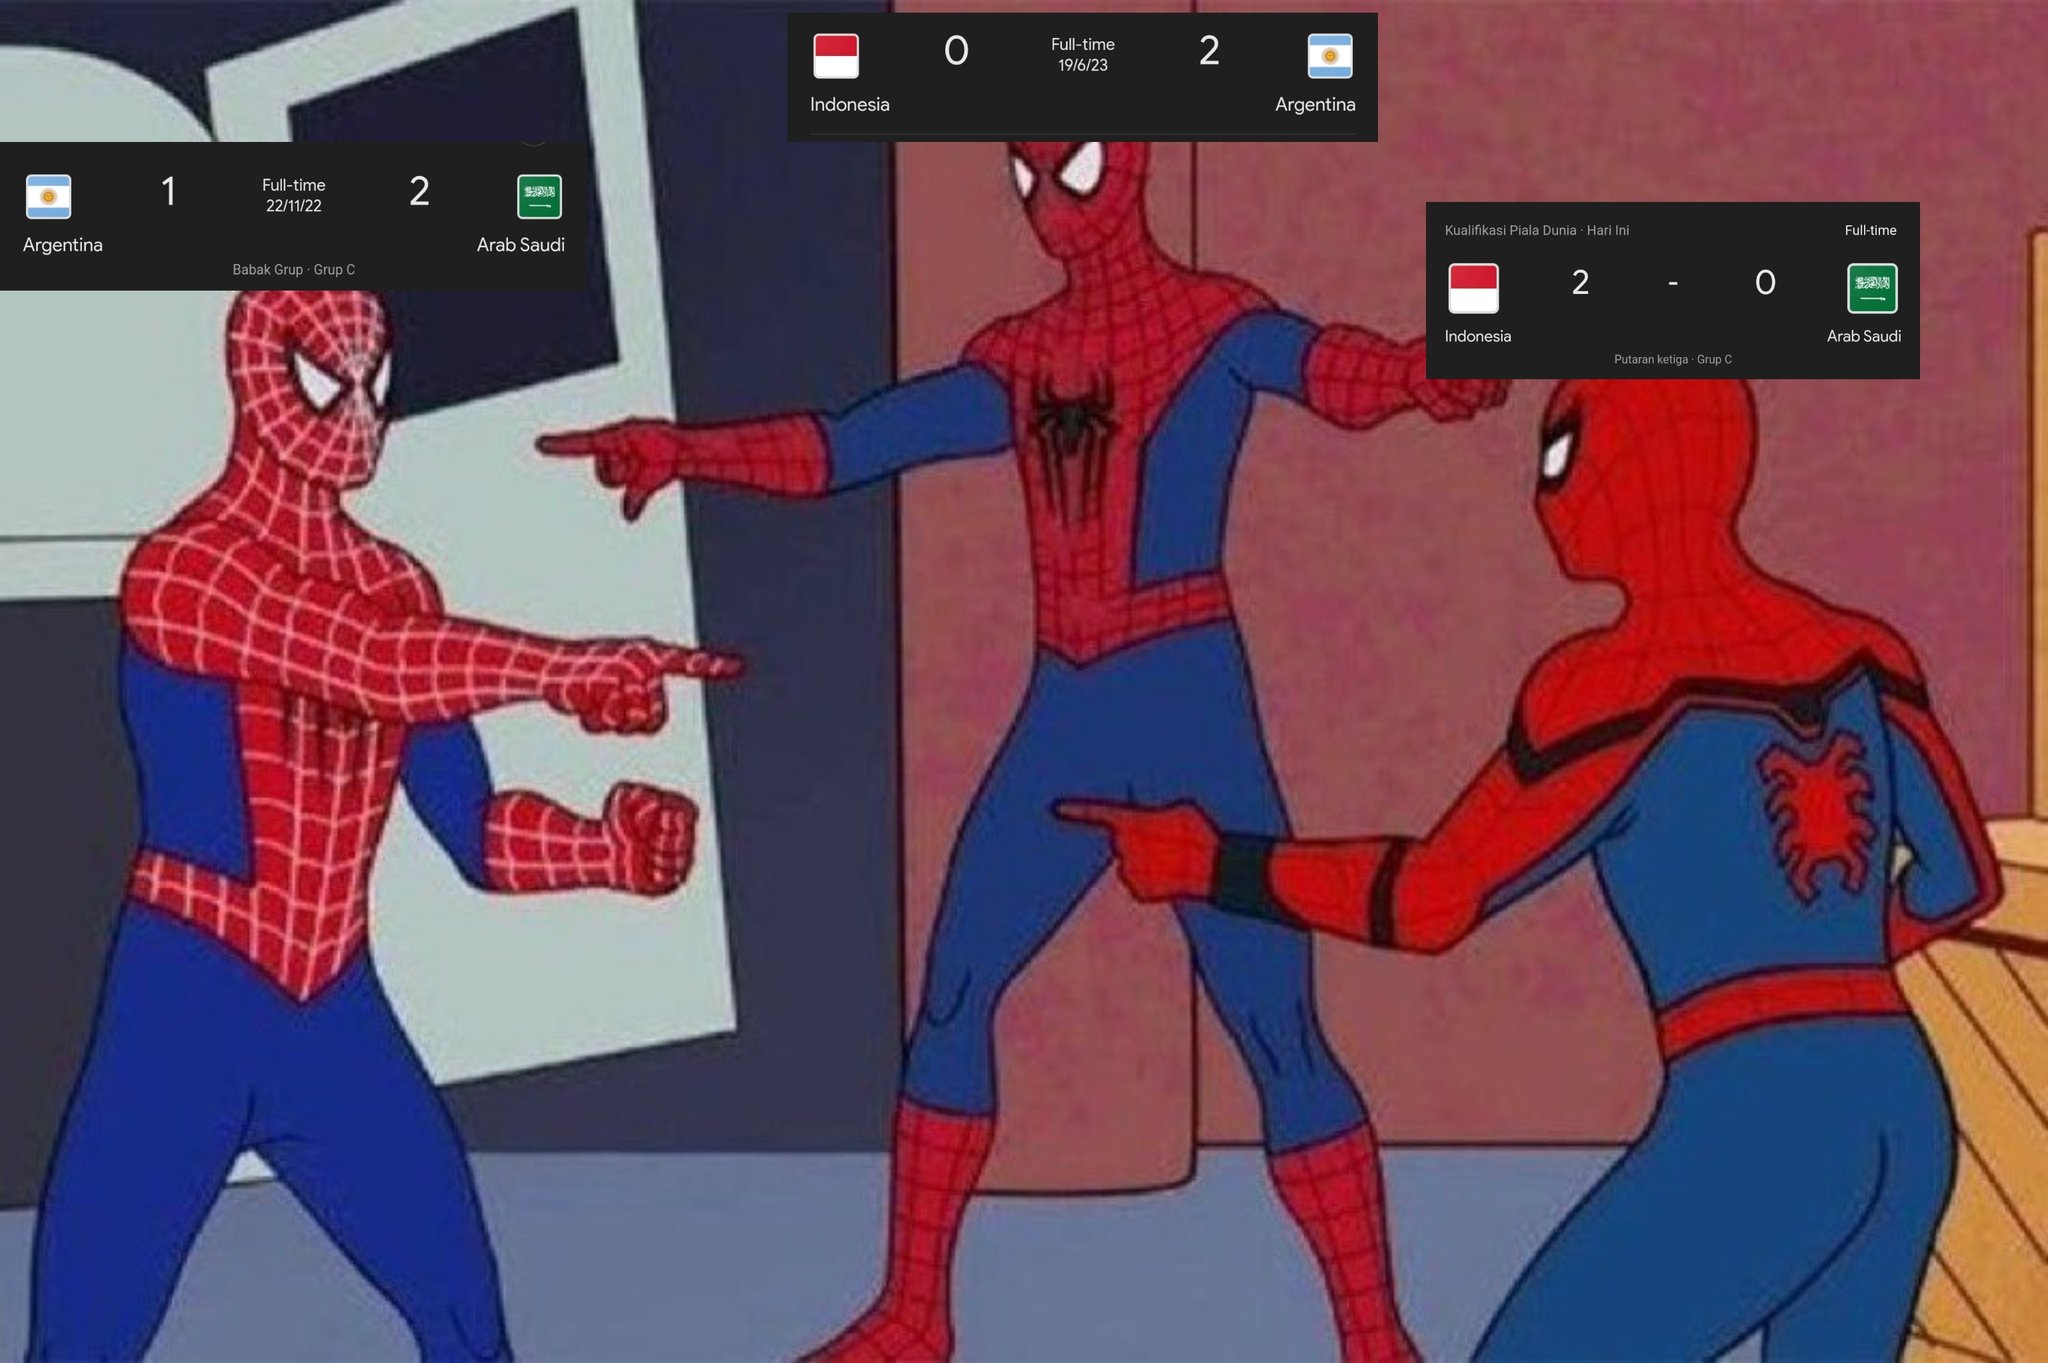 Indonesia 0 Full-time 2 Argentina
19/6/23
Argentina 1 Full-time 2 Arab Saudi
22/11/22
Babak Grup · Grup C
Kualifikasi Piala Dunia · Hari Ini Full-time
Indonesia 2 - 0 Arab Saudi
Putaran ketiga · Grup C